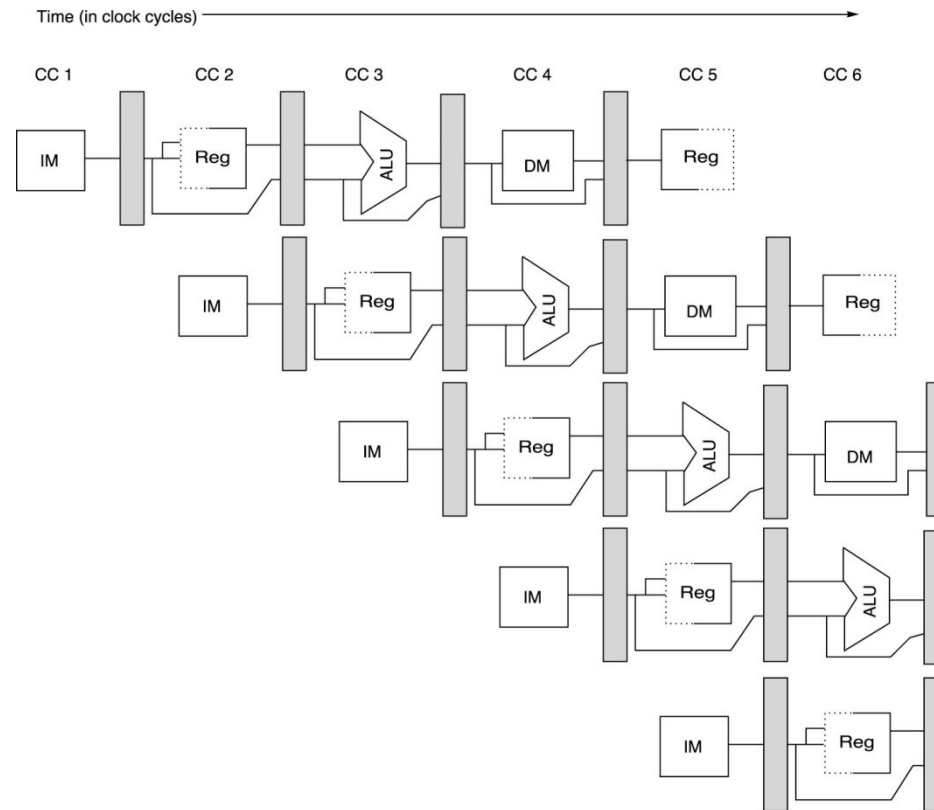 Time (in clock cycles)
CC 1 CC 2 CC 3 CC 4 CC 5 CC 6
IM Reg ALU DM Reg
IM Reg ALU DM Reg
IM Reg ALU DM
IM Reg ALU
IM Reg